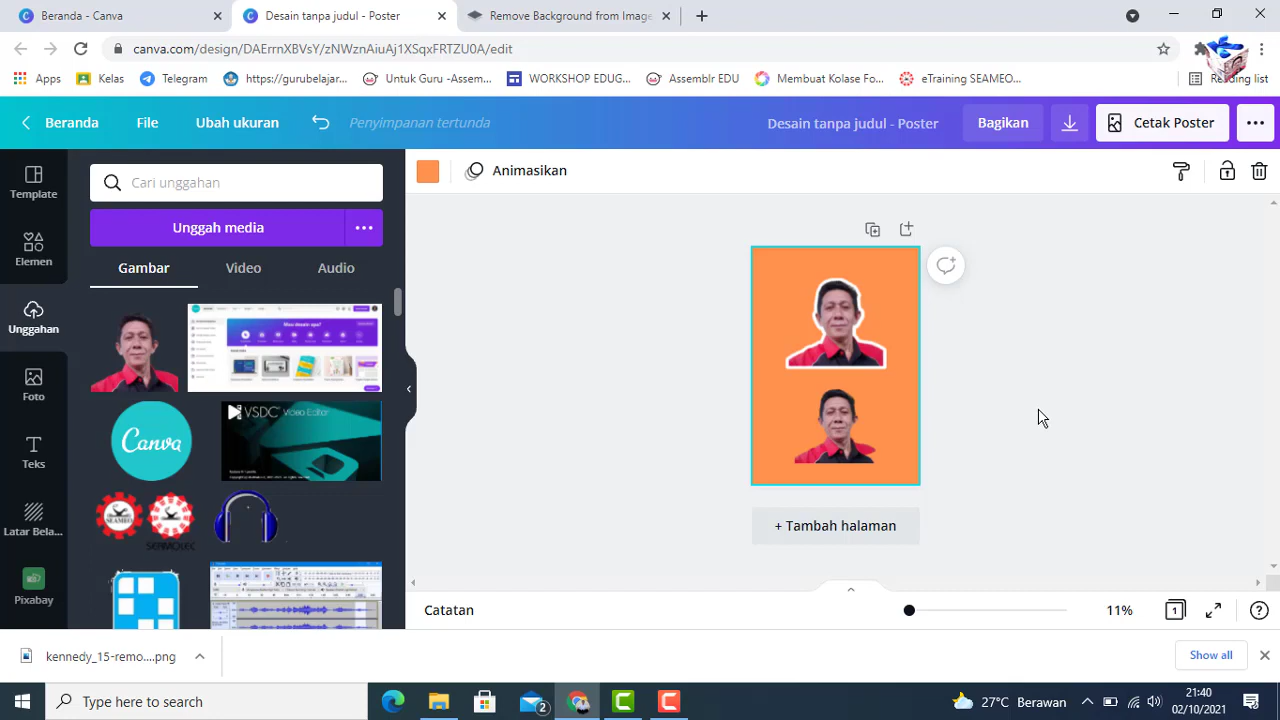 Beranda - Canva
Desain tanpa judul - Poster
Remove Background from Image
canva.com/design/DAErrnXBVsY/zNWznAiuAj1XSqxFRTZU0A/edit
Apps
Kelas
Telegram
https://gurubelajar...
Untuk Guru +Assem...
WORKSHOP EDUG...
Assemblr EDU
Membuat Kolase Fo...
eTraining SEAMEO...
Reading list
Beranda
File
Ubah ukuran
Penyimpanan tertunda
Desain tanpa judul - Poster
Bagikan
Cetak Poster
Template
Elemen
Unggahan
Foto
Teks
Latar Bela...
Pixabay
Cari unggahan
Unggah media
Gambar
Video
Audio
Canva
VSDC Video Editor
SEAMEO
SEAMOLEC
Animasikan
+ Tambah halaman
Catatan
11%
1
kennedy_15-remo....png
Show all
Type here to search
2
27°C Berawan
21:40
02/10/2021